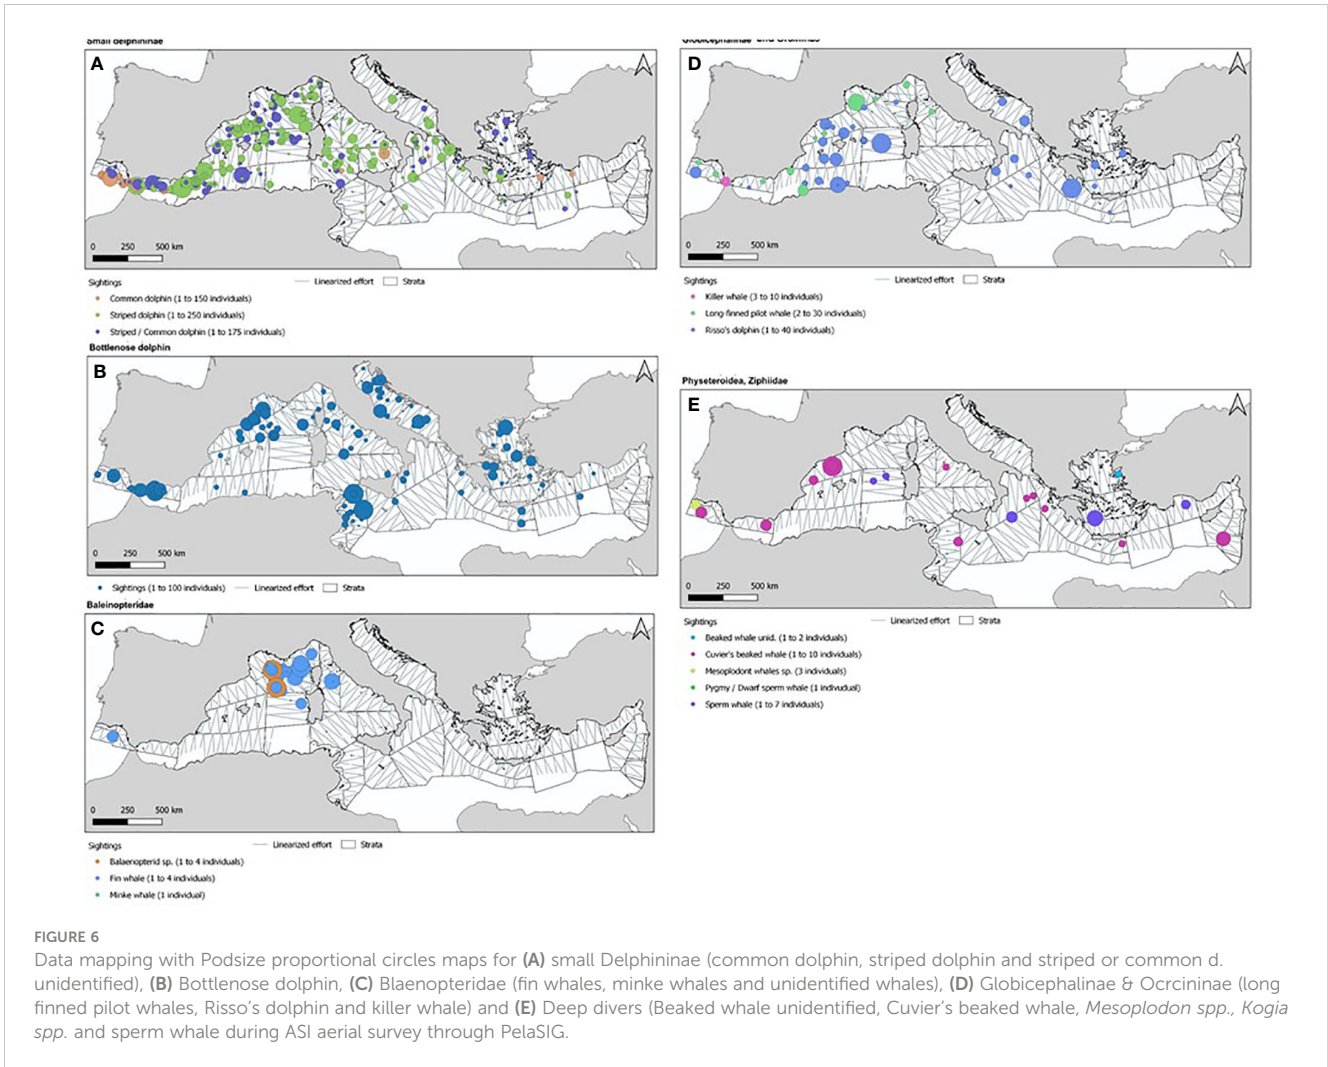 Small delphininae
A
0 250 500 km
Sightings
Linearized effort Strata
Common dolphin (1 to 150 individuals)
Striped dolphin (1 to 250 individuals)
Striped / Common dolphin (1 to 175 individuals)
Bottlenose dolphin
B
0 250 500 km
Sightings (1 to 100 individuals) Linearized effort Strata
Baleinopteridae
C
0 250 500 km
Sightings
Linearized effort Strata
Balaenopterid sp. (1 to 4 individuals)
Fin whale (1 to 4 individuals)
Minke whale (1 individual)
Globicephalinae and
D
0 250 500 km
Sightings
Linearized effort Strata
Killer whale (3 to 10 individuals)
Long-finned pilot whale (2 to 30 individuals)
Risso's dolphin (1 to 40 individuals)
Physeteroidea, Ziphiidae
E
0 250 500 km
Sightings
Linearized effort Strata
Beaked whale unid. (1 to 2 individuals)
Cuvier's beaked whale (1 to 10 individuals)
Mesoplodont whales sp. (3 individuals)
Pygmy / Dwarf sperm whale (1 indivudual)
Sperm whale (1 to 7 individuals)
FIGURE 6
Data mapping with Podsize proportional circles maps for (A) small Delphininae (common dolphin, striped dolphin and striped or common d.
unidentified), (B) Bottlenose dolphin, (C) Blaenopteridae (fin whales, minke whales and unidentified whales), (D) Globicephalinae & Ocrcininae (long
finned pilot whales, Risso's dolphin and killer whale) and (E) Deep divers (Beaked whale unidentified, Cuvier's beaked whale, Mesoplodon spp., Kogia
spp. and sperm whale during ASI aerial survey through PelaSIG.